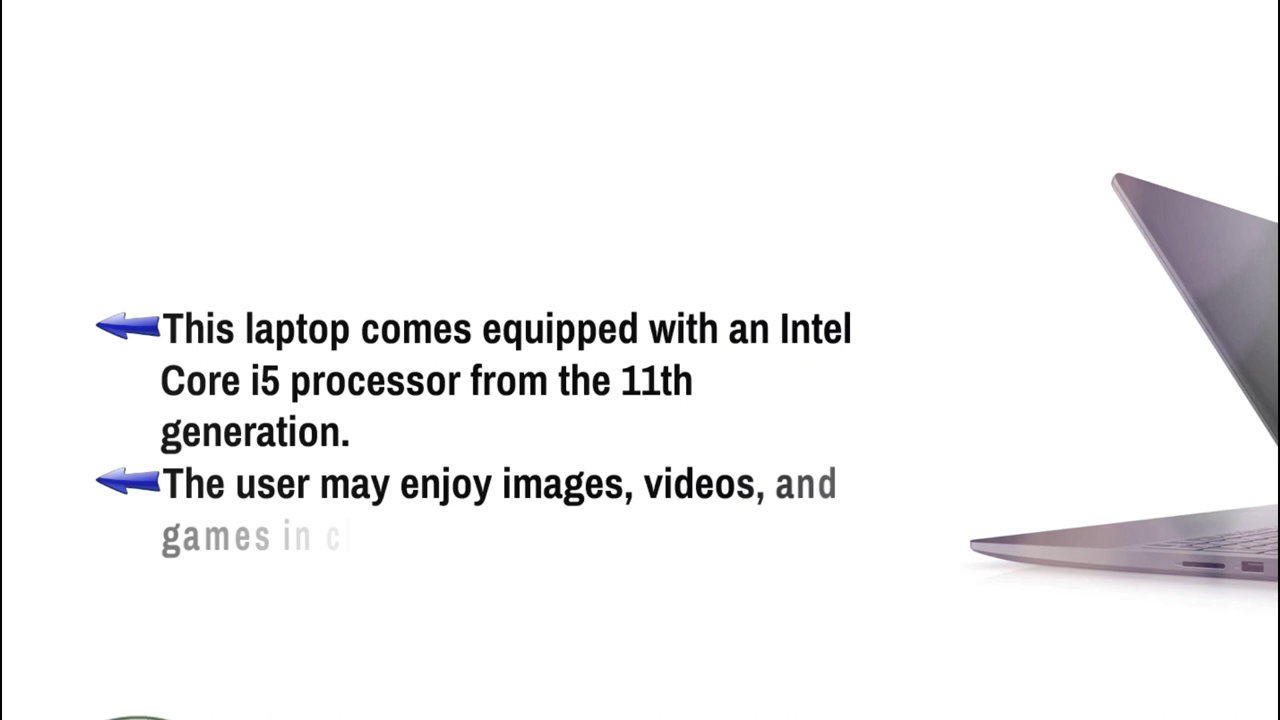 This laptop comes equipped with an Intel
Core i5 processor from the 11th
generation.
The user may enjoy images, videos, and
games in